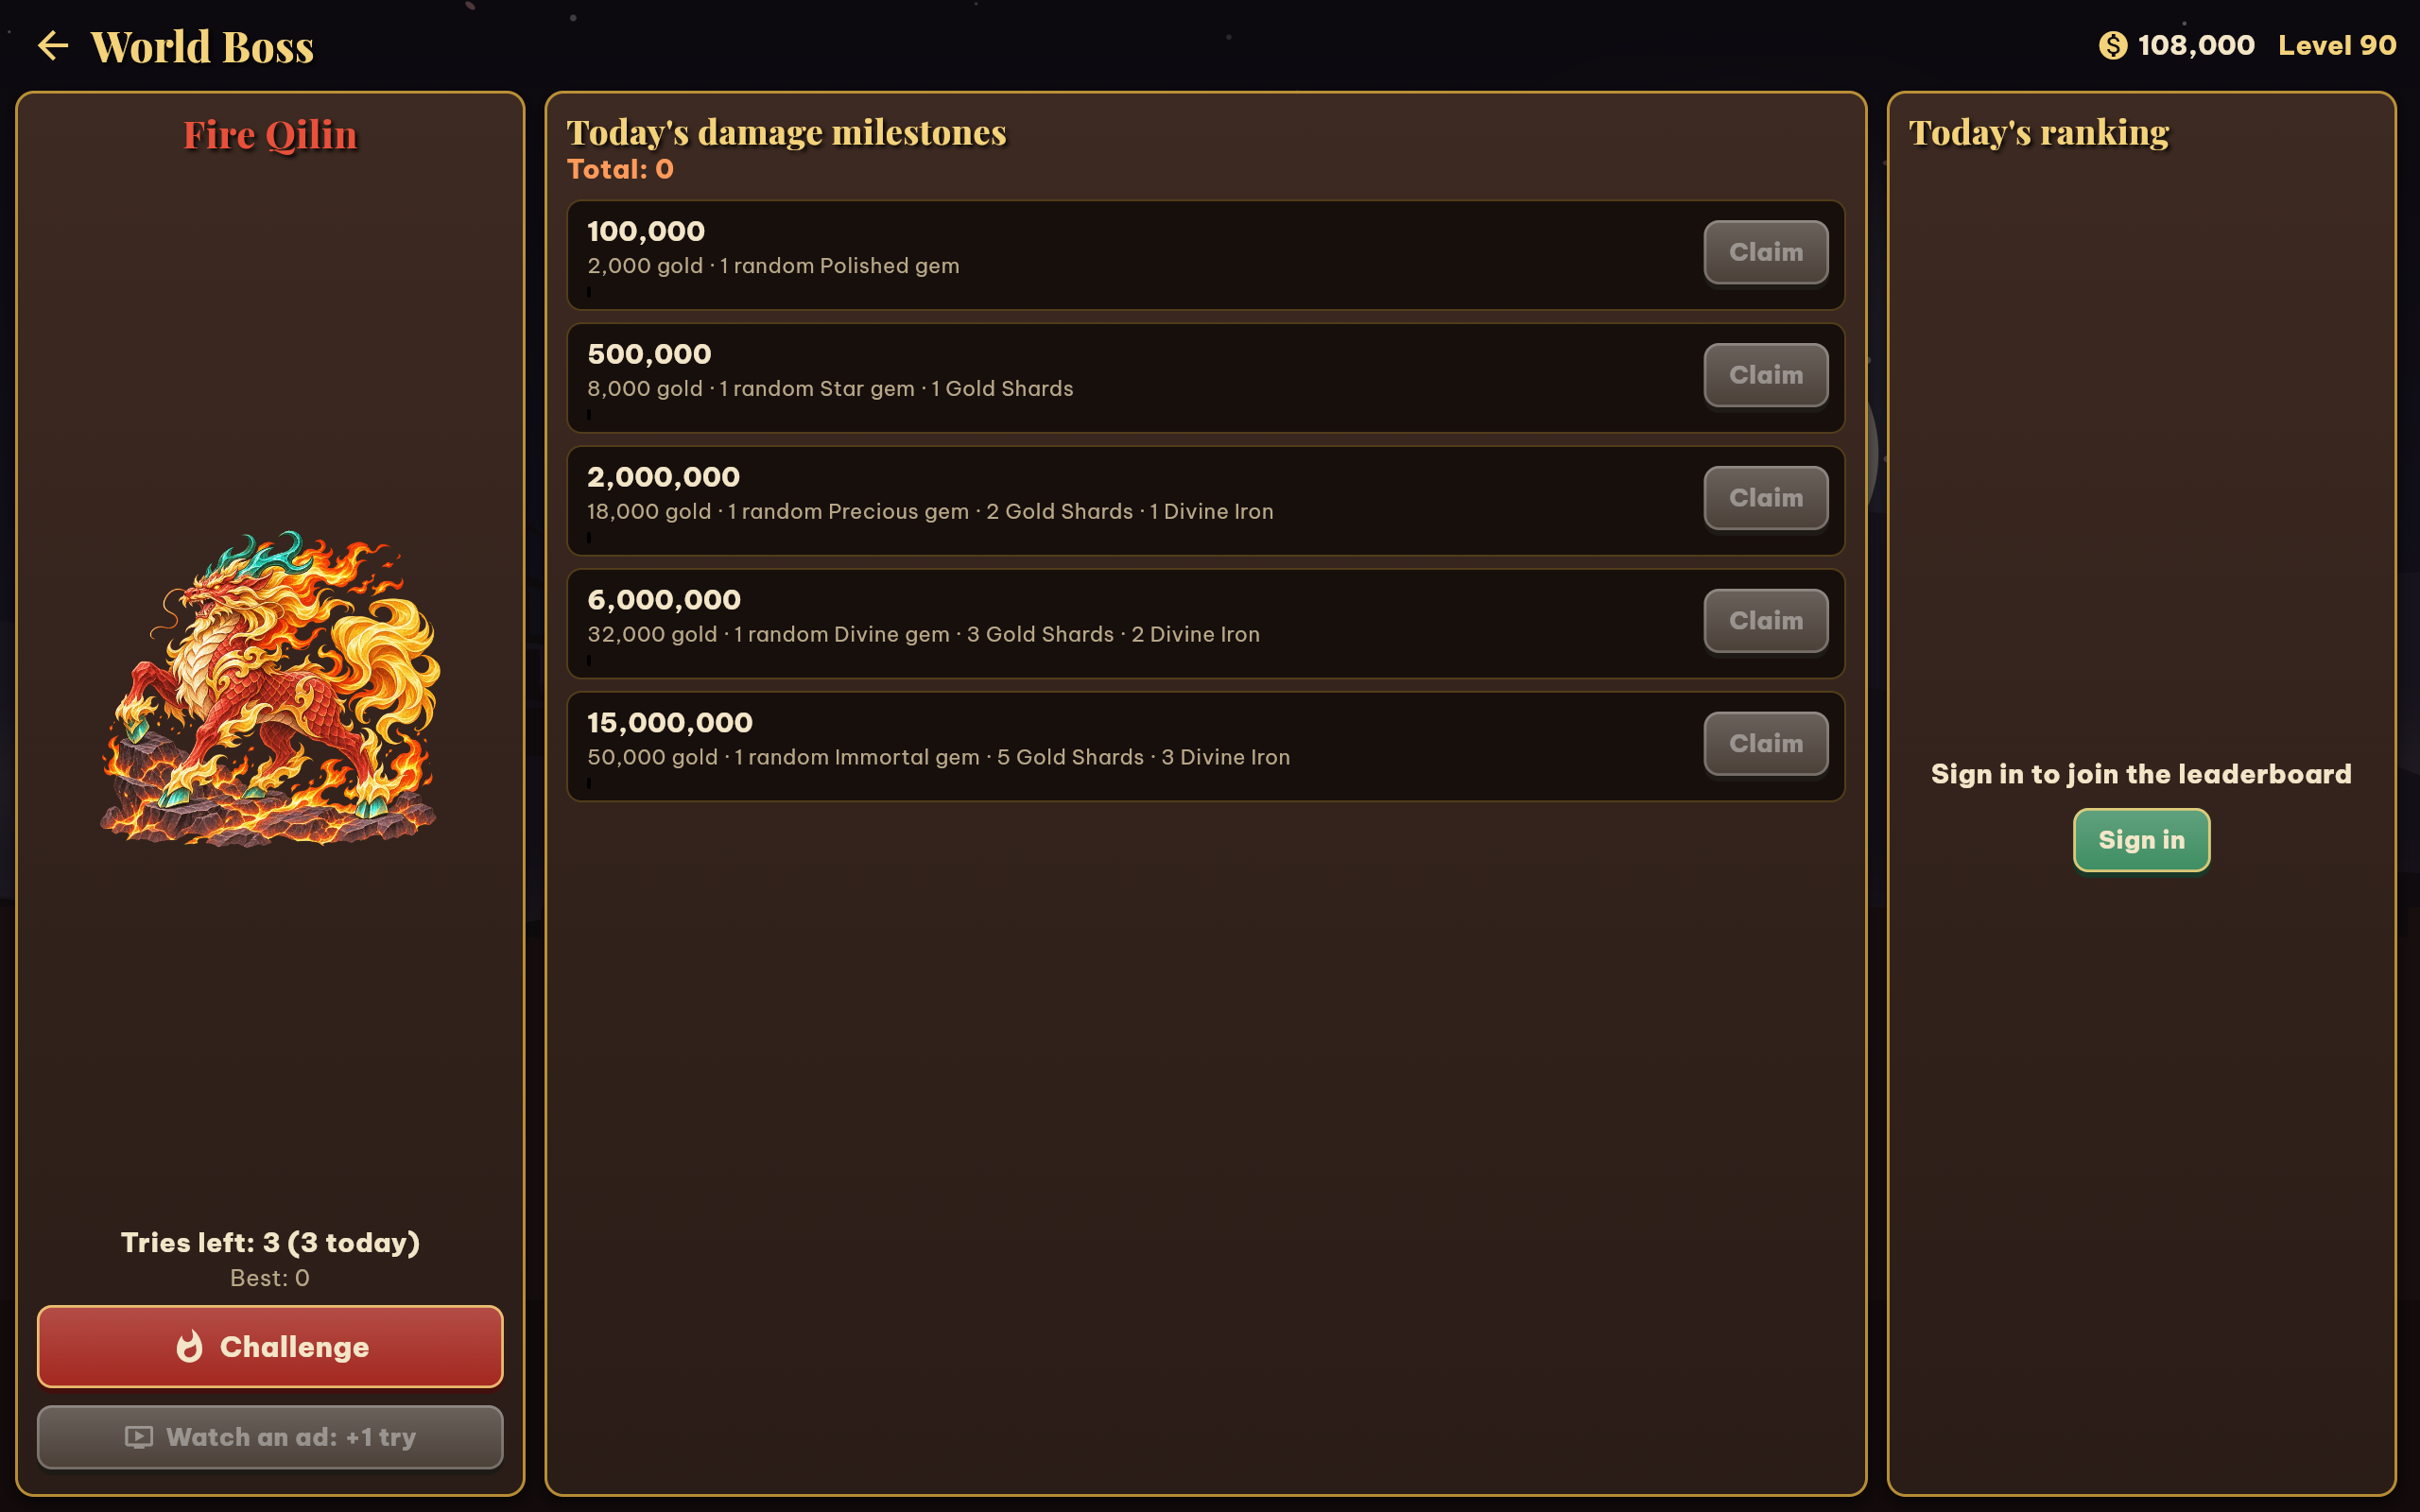 World Boss
108,000
Level 90
Fire Qilin
Tries left: 3 (3 today)
Best: 0
Challenge
Watch an ad: +1 try
Today's damage milestones
Total: 0
100,000
2,000 gold · 1 random Polished gem
Claim
500,000
8,000 gold · 1 random Star gem · 1 Gold Shards
Claim
2,000,000
18,000 gold · 1 random Precious gem · 2 Gold Shards · 1 Divine Iron
Claim
6,000,000
32,000 gold · 1 random Divine gem · 3 Gold Shards · 2 Divine Iron
Claim
15,000,000
50,000 gold · 1 random Immortal gem · 5 Gold Shards · 3 Divine Iron
Claim
Today's ranking
Sign in to join the leaderboard
Sign in